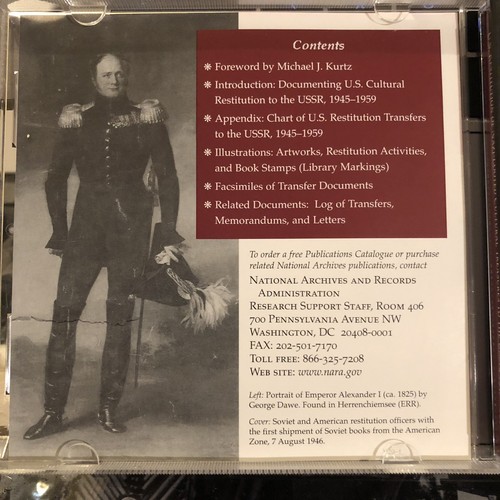 Contents
❋ Foreword by Michael J. Kurtz
❋ Introduction: Documenting U.S. Cultural
Restitution to the USSR, 1945–1959
❋ Appendix: Chart of U.S. Restitution Transfers
to the USSR, 1945–1959
❋ Illustrations: Artworks, Restitution Activities,
and Book Stamps (Library Markings)
❋ Facsimiles of Transfer Documents
❋ Related Documents: Log of Transfers,
Memorandums, and Letters
To order a free Publications Catalogue or purchase
related National Archives publications, contact
National Archives and Records
Administration
Research Support Staff, Room 406
700 Pennsylvania Avenue NW
Washington, DC 20408-0001
FAX: 202-501-7170
Toll free: 866-325-7208
Web site: www.nara.gov
Left: Portrait of Emperor Alexander I (ca. 1825) by
George Dawe. Found in Herrenchiemsee (ERR).
Cover: Soviet and American restitution officers with
the first shipment of Soviet books from the American
Zone, 7 August 1946.